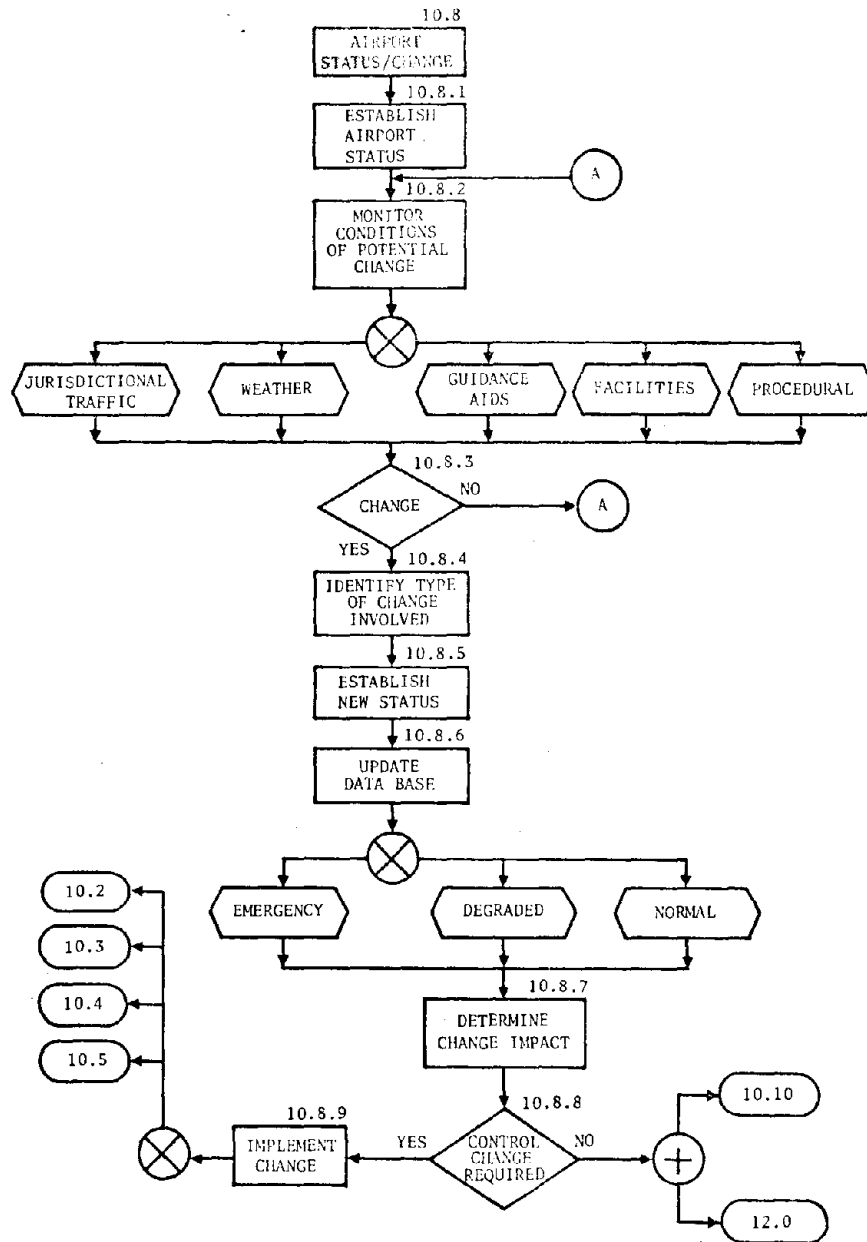 10.8
AIRPORT
STATUS/CHANGE
10.8.1
ESTABLISH
AIRPORT
STATUS
A
10.8.2
MONITOR
CONDITIONS
OF POTENTIAL
CHANGE
JURISDICTIONAL
TRAFFIC
WEATHER
GUIDANCE
AIDS
FACILITIES
PROCEDURAL
10.8.3
CHANGE
NO
A
YES
10.8.4
IDENTIFY TYPE
OF CHANGE
INVOLVED
10.8.5
ESTABLISH
NEW STATUS
10.8.6
UPDATE
DATA BASE
EMERGENCY
DEGRADED
NORMAL
10.2
10.3
10.4
10.5
10.8.7
DETERMINE
CHANGE IMPACT
10.8.8
CONTROL
CHANGE
REQUIRED
YES
NO
10.8.9
IMPLEMENT
CHANGE
10.10
12.0